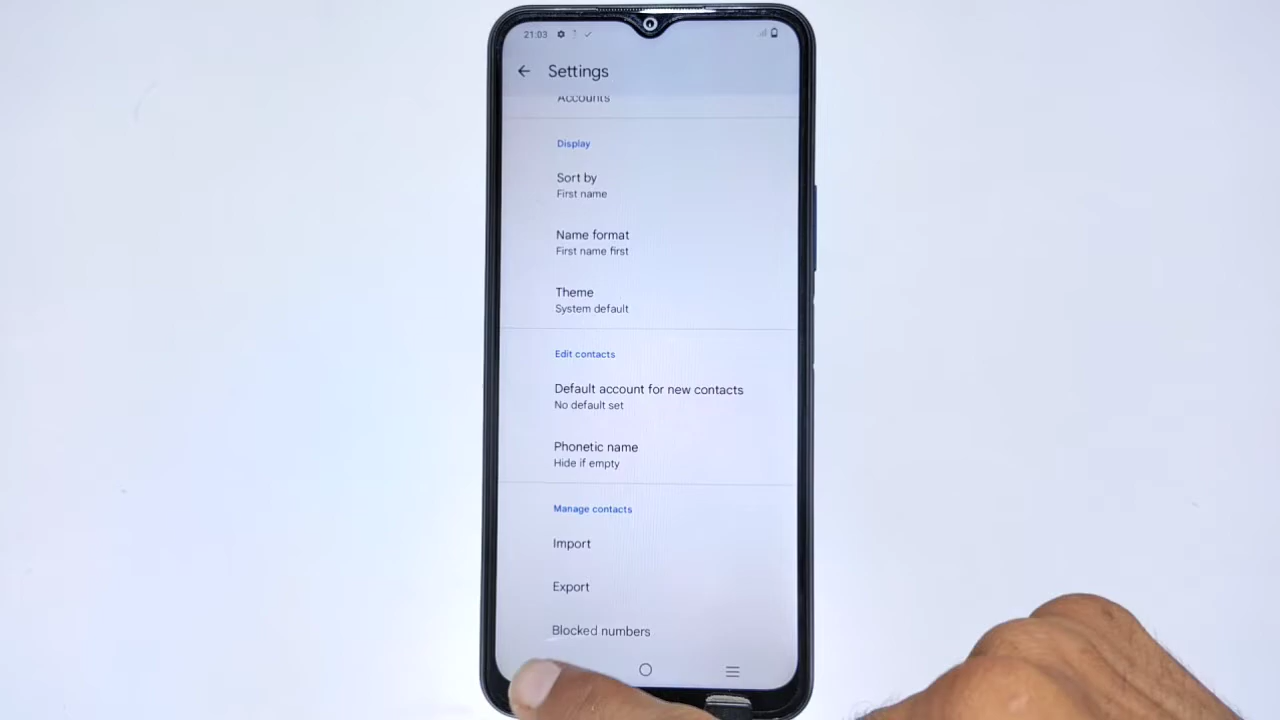 21:03
Settings
Accounts
Display
Sort by
First name
Name format
First name first
Theme
System default
Edit contacts
Default account for new contacts
No default set
Phonetic name
Hide if empty
Manage contacts
Import
Export
Blocked numbers